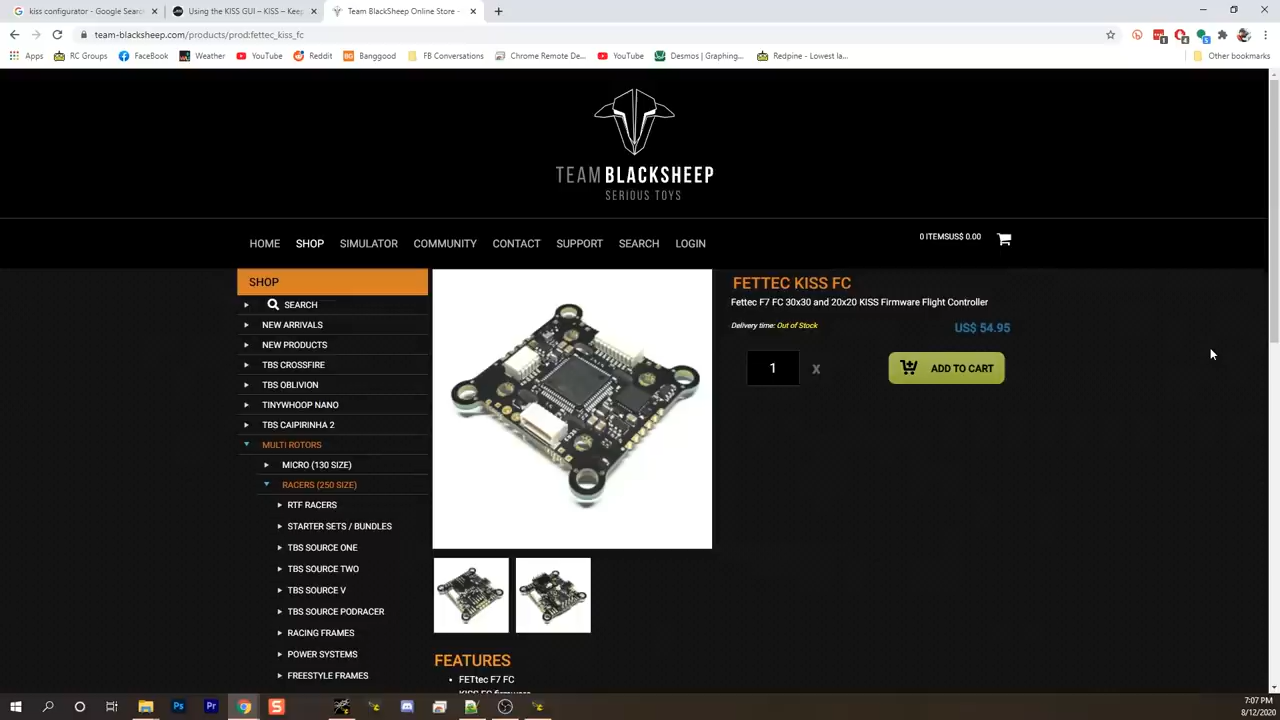 kiss configurator - Google Sear
Using the KISS GUI – KISS – Keep
Team BlackSheep Online Store -
team-blacksheep.com/products/prod:fettec_kiss_fc
Apps
RC Groups
FaceBook
Weather
YouTube
Reddit
Banggood
FB Conversations
Chrome Remote De...
YouTube
Desmos | Graphing...
Redpine - Lowest la...
Other bookmarks
TEAM BLACKSHEEP
SERIOUS TOYS
HOME SHOP SIMULATOR COMMUNITY CONTACT SUPPORT SEARCH LOGIN
0 ITEMSUS$ 0.00
SHOP
SEARCH
NEW ARRIVALS
NEW PRODUCTS
TBS CROSSFIRE
TBS OBLIVION
TINYWHOOP NANO
TBS CAIPIRINHA 2
MULTI ROTORS
MICRO (130 SIZE)
RACERS (250 SIZE)
RTF RACERS
STARTER SETS / BUNDLES
TBS SOURCE ONE
TBS SOURCE TWO
TBS SOURCE V
TBS SOURCE PODRACER
RACING FRAMES
POWER SYSTEMS
FREESTYLE FRAMES
FETTEC KISS FC
Fettec F7 FC 30x30 and 20x20 KISS Firmware Flight Controller
Delivery time: Out of Stock
US$ 54.95
1 x
ADD TO CART
FEATURES
FETtec F7 FC
KISS FC firmware
7:07 PM
8/12/2020